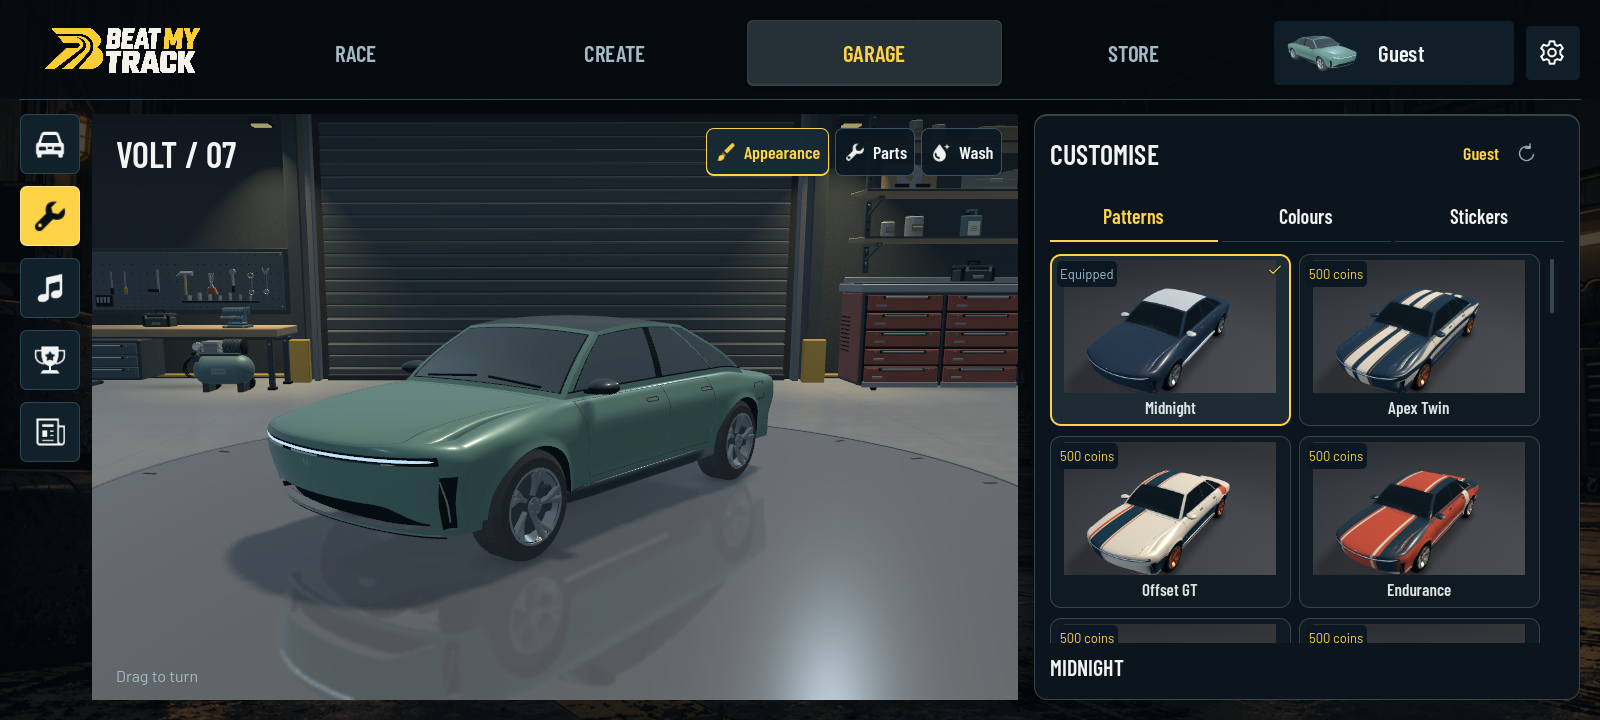 BEAT MY
TRACK
RACE
CREATE
GARAGE
STORE
Guest
VOLT / 07
Appearance
Parts
Wash
Drag to turn
CUSTOMISE
Guest
Patterns
Colours
Stickers
Equipped
Midnight
500 coins
Apex Twin
500 coins
Offset GT
500 coins
Endurance
500 coins
500 coins
MIDNIGHT